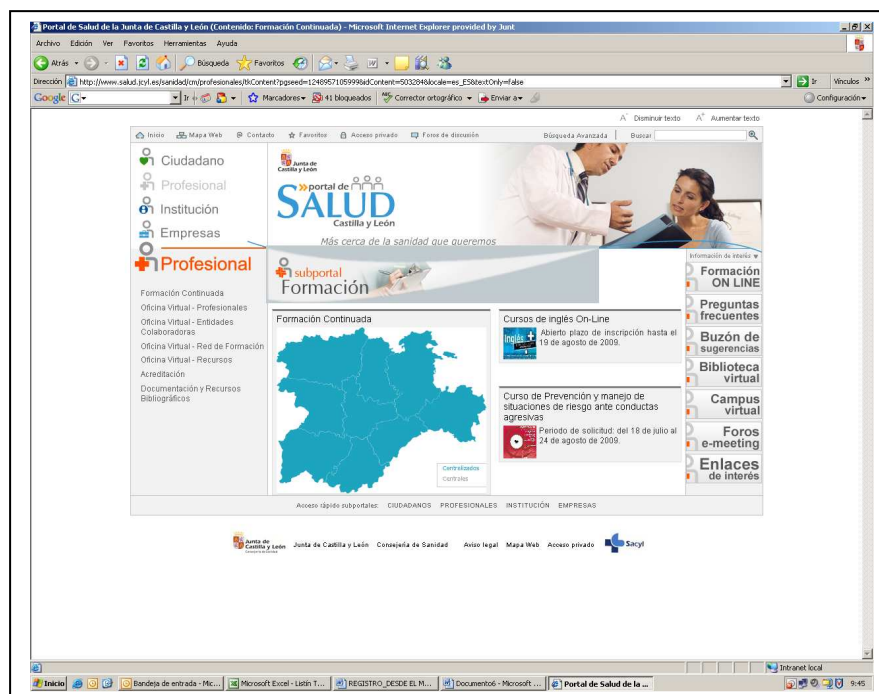 Portal de Salud de la Junta de Castilla y León (Contenido: Formación Continuada) - Microsoft Internet Explorer provided by Junt
Archivo Edición Ver Favoritos Herramientas Ayuda
Atrás Búsqueda Favoritos
Dirección http://www.salud.jcyl.es/sanidad/cm/profesionales/tkContent?pgseed=1248957105999&idContent=503284&locale=es_ES&textOnly=false Ir Vínculos »
Google G Ir Marcadores 41 bloqueados Corrector ortográfico Enviar a Configuración
A- Disminuir texto A+ Aumentar texto
Inicio Mapa Web Contacto Favoritos Acceso privado Foros de discusión Búsqueda Avanzada Buscar
Ciudadano
Profesional
Institución
Empresas
Junta de
Castilla y León
portal de
SALUD
Castilla y León
Más cerca de la sanidad que queremos
Profesional
Formación Continuada
Oficina Virtual - Profesionales
Oficina Virtual - Entidades
Colaboradoras
Oficina Virtual - Red de Formación
Oficina Virtual - Recursos
Acreditación
Documentación y Recursos
Bibliográficos
subportal
Formación
Formación Continuada
Centralizados
Centrales
Cursos de inglés On-Line
Inglés
Abierto plazo de inscripción hasta el
19 de agosto de 2009.
Curso de Prevención y manejo de
situaciones de riesgo ante conductas
agresivas
Periodo de solicitud: del 18 de julio al
24 de agosto de 2009.
Información de interés
Formación
ON LINE
Preguntas
frecuentes
Buzón de
sugerencias
Biblioteca
virtual
Campus
virtual
Foros
e-meeting
Enlaces
de interés
Acceso rápido subportales: CIUDADANOS PROFESIONALES INSTITUCIÓN EMPRESAS
Junta de
Castilla y León
Junta de Castilla y León Consejería de Sanidad Aviso legal Mapa Web Acceso privado Sacyl
Intranet local
Inicio Bandeja de entrada - Mic... Microsoft Excel - Listín T... REGISTRO_DESDE EL M... Documento6 - Microsoft ... Portal de Salud de la ... 9:45